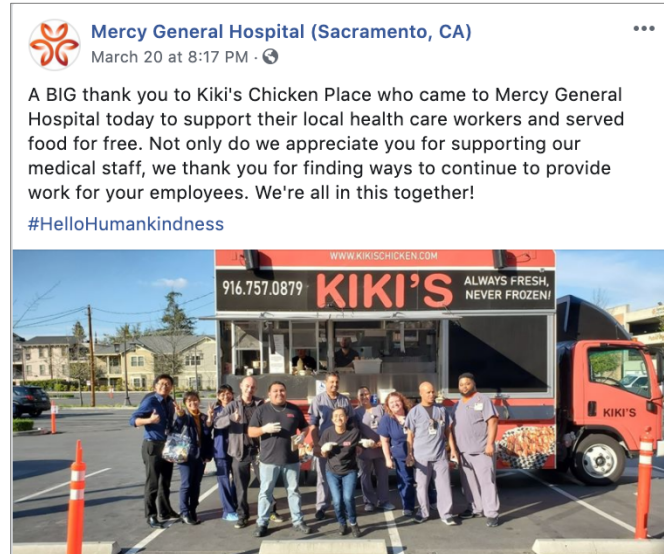 Mercy General Hospital (Sacramento, CA)
March 20 at 8:17 PM ·
A BIG thank you to Kiki's Chicken Place who came to Mercy General
Hospital today to support their local health care workers and served
food for free. Not only do we appreciate you for supporting our
medical staff, we thank you for finding ways to continue to provide
work for your employees. We're all in this together!
#HelloHumankindness
WWW.KIKISCHICKEN.COM
916.757.0879 KIKI'S ALWAYS FRESH,
NEVER FROZEN!
KIKI'S